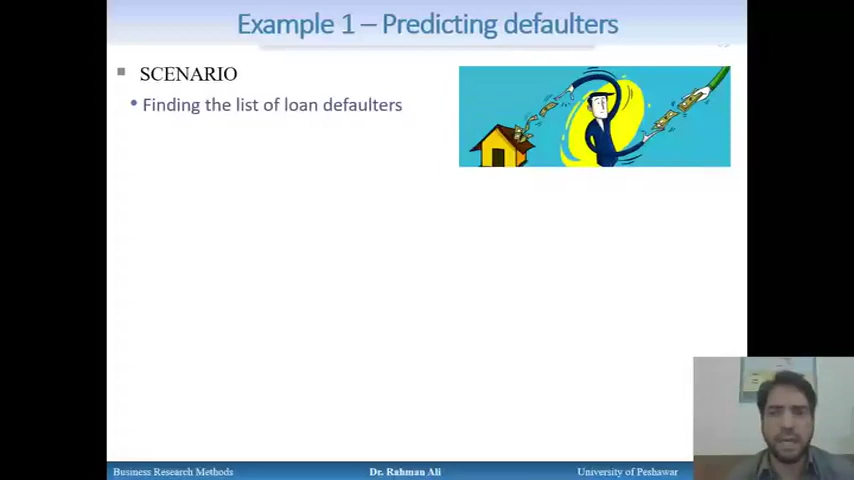 Example 1 – Predicting defaulters
SCENARIO
Finding the list of loan defaulters
Business Research Methods
Dr. Rahman Ali
University of Peshawar